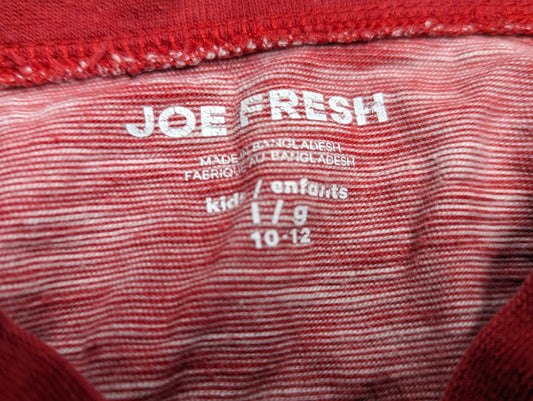 JOE FRESH
MADE IN BANGLADESH
FABRIQUÉ AU BANGLADESH
kids / enfants
l / g
10-12